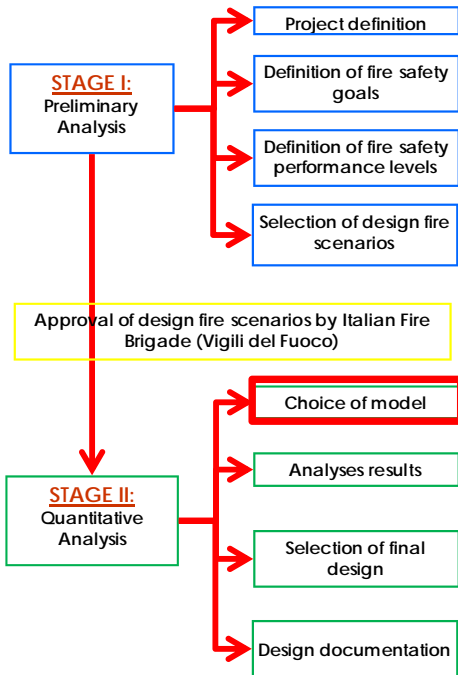 Project definition
STAGE I:
Preliminary
Analysis
Definition of fire safety
goals
Definition of fire safety
performance levels
Selection of design fire
scenarios
Approval of design fire scenarios by Italian Fire
Brigade (Vigili del Fuoco)
Choice of model
STAGE II:
Quantitative
Analysis
Analyses results
Selection of final
design
Design documentation